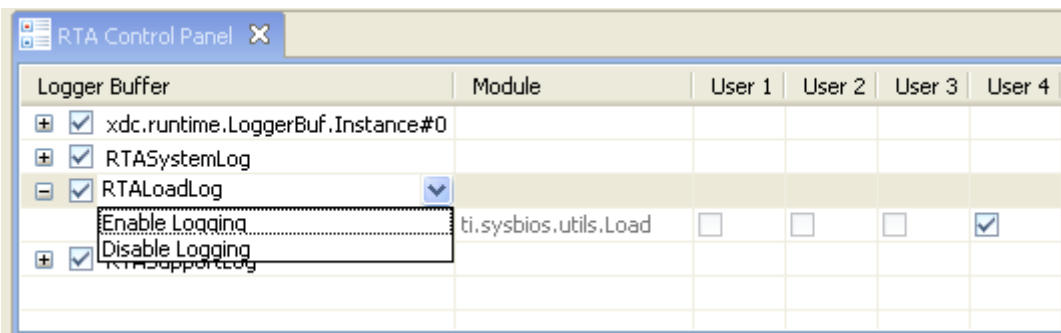 RTA Control Panel
Logger Buffer Module User 1 User 2 User 3 User 4
xdc.runtime.LoggerBuf.Instance#0
RTASystemLog
RTALoadLog
Enable Logging ti.sysbios.utils.Load
Disable Logging
RTASupportLog